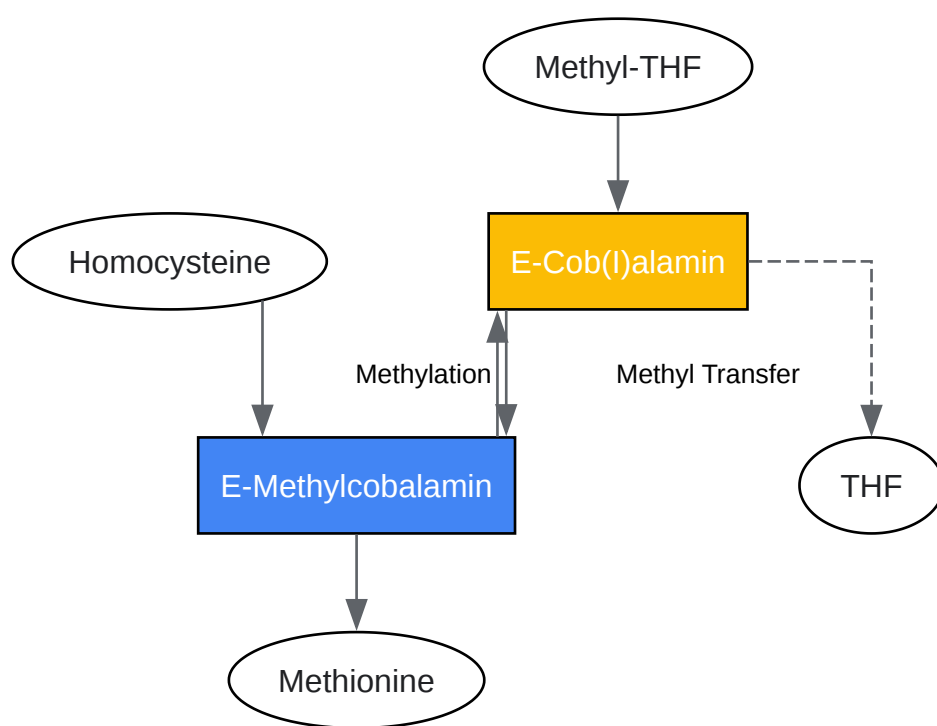 Methyl-THF
Homocysteine
E-Cob(I)alamin
Methylation
Methyl Transfer
E-Methylcobalamin
THF
Methionine